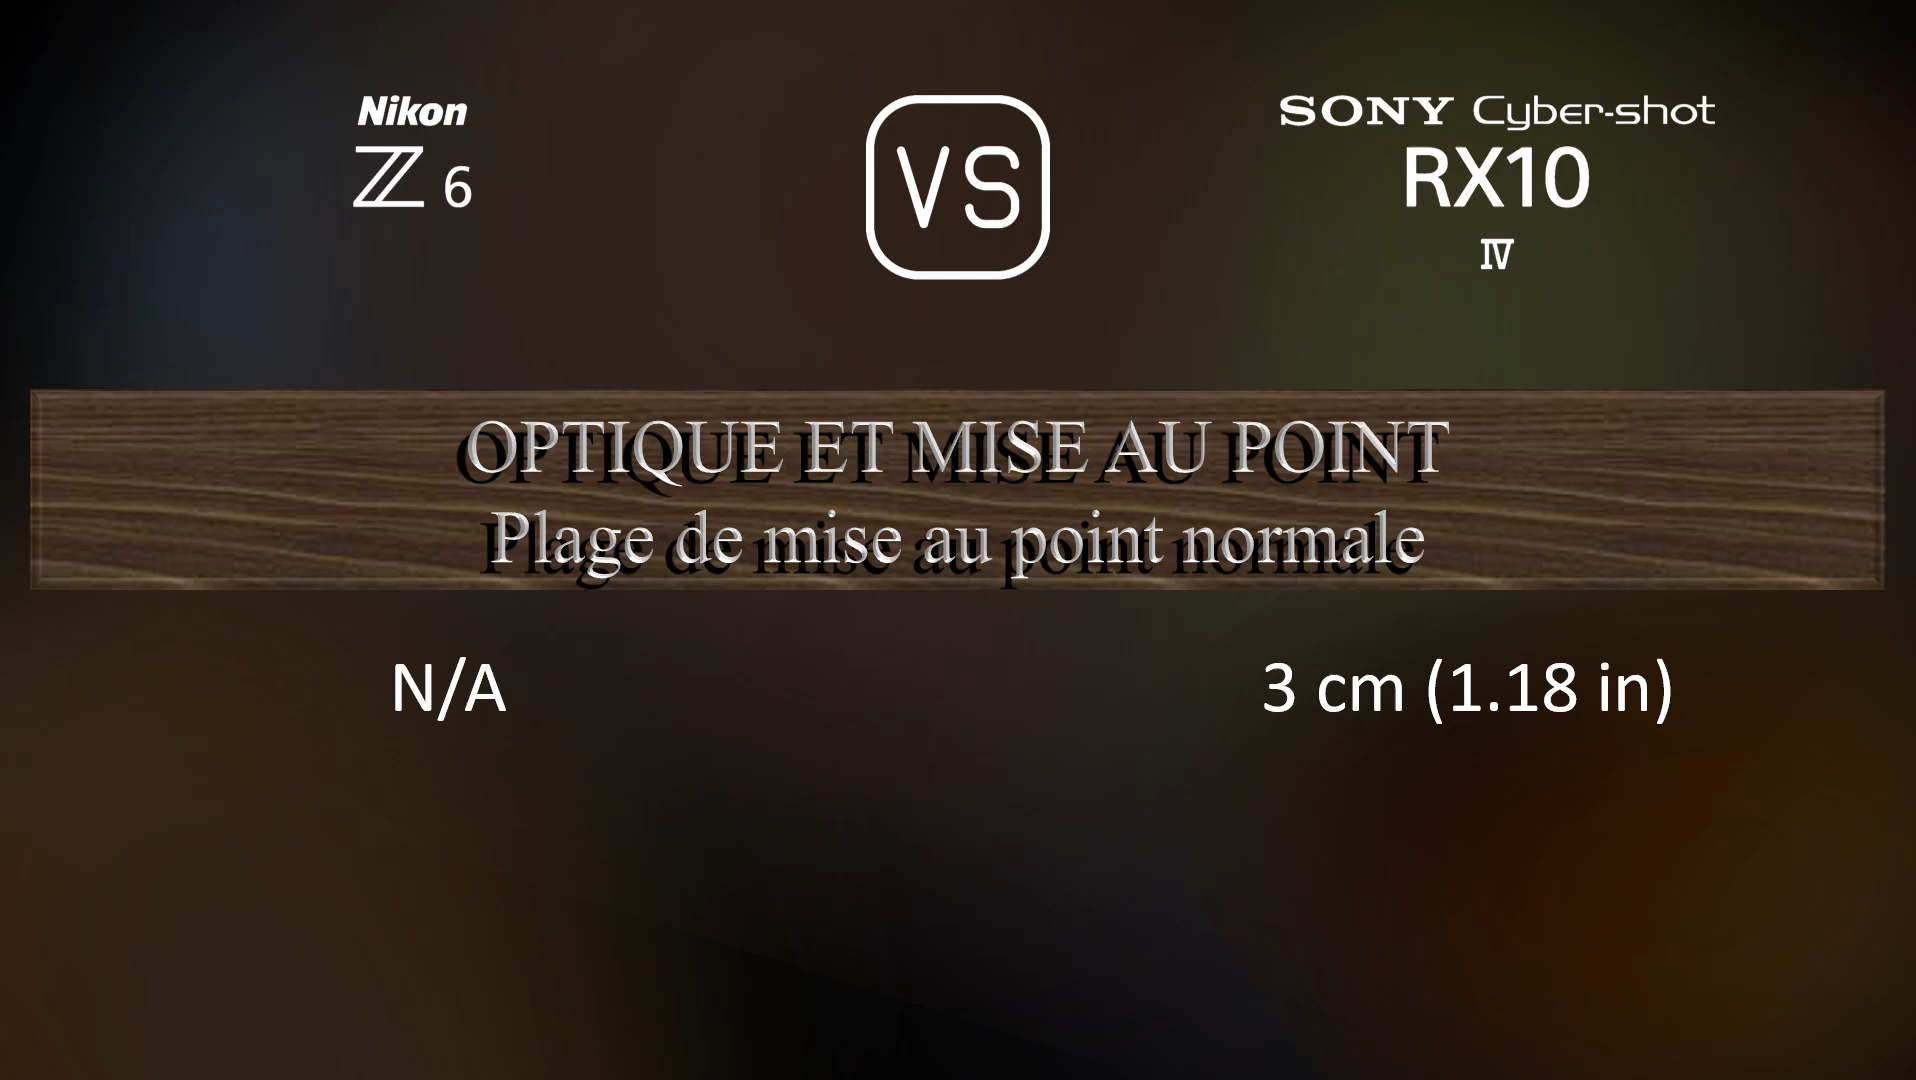 Nikon
Z 6
VS
SONY Cyber-shot
RX10
IV
OPTIQUE ET MISE AU POINT
Plage de mise au point normale
N/A
3 cm (1.18 in)